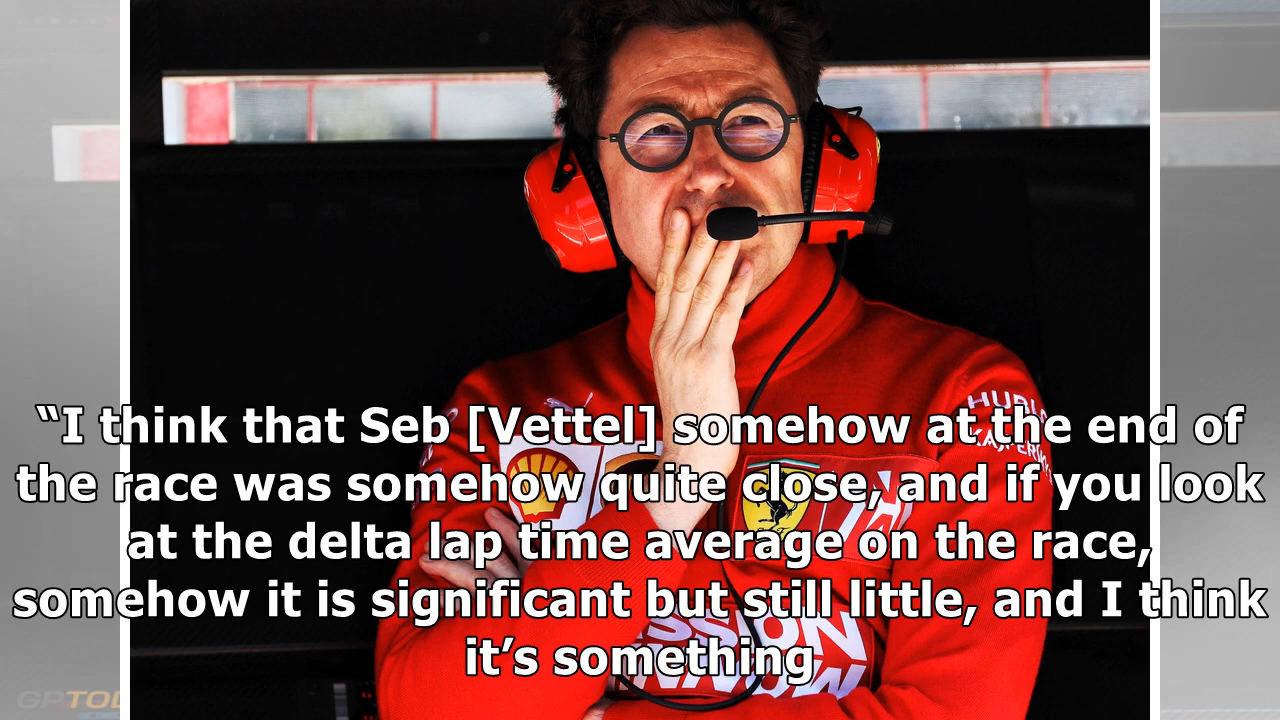 “I think that Seb [Vettel] somehow at the end of
the race was somehow quite close, and if you look
at the delta lap time average on the race,
somehow it is significant but still little, and I think
it’s something